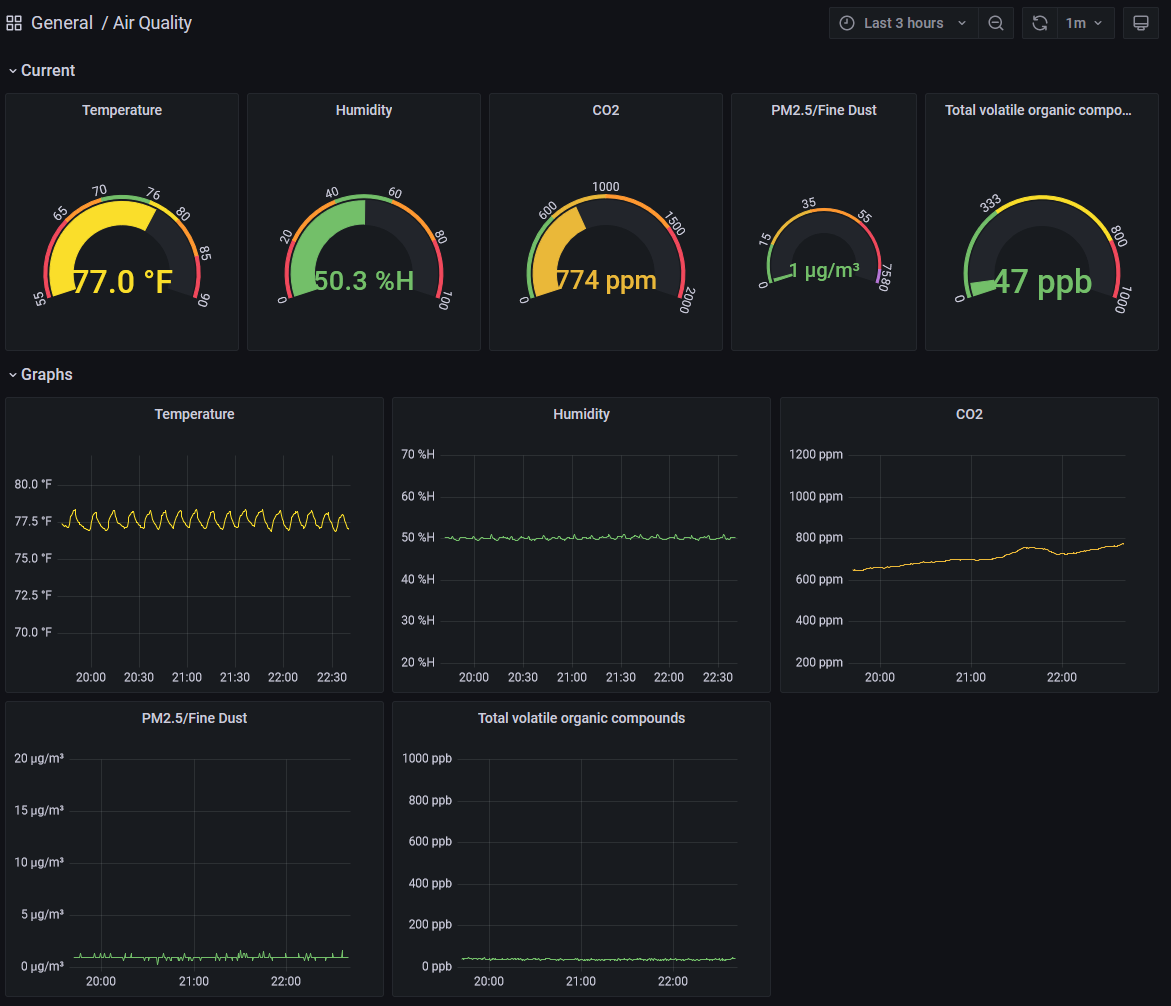 General / Air Quality
Last 3 hours
1m
Current
Temperature
55
65
70
76
80
85
90
77.0 °F
Humidity
0
20
40
60
80
100
50.3 %H
CO2
0
600
1000
1500
2000
774 ppm
PM2.5/Fine Dust
0
15
35
55
75
80
1 μg/m³
Total volatile organic compo...
0
333
800
1000
47 ppb
Graphs
Temperature
80.0 °F
77.5 °F
75.0 °F
72.5 °F
70.0 °F
20:00 20:30 21:00 21:30 22:00 22:30
Humidity
70 %H
60 %H
50 %H
40 %H
30 %H
20 %H
20:00 20:30 21:00 21:30 22:00 22:30
CO2
1200 ppm
1000 ppm
800 ppm
600 ppm
400 ppm
200 ppm
20:00 21:00 22:00
PM2.5/Fine Dust
20 μg/m³
15 μg/m³
10 μg/m³
5 μg/m³
0 μg/m³
20:00 21:00 22:00
Total volatile organic compounds
1000 ppb
800 ppb
600 ppb
400 ppb
200 ppb
0 ppb
20:00 21:00 22:00